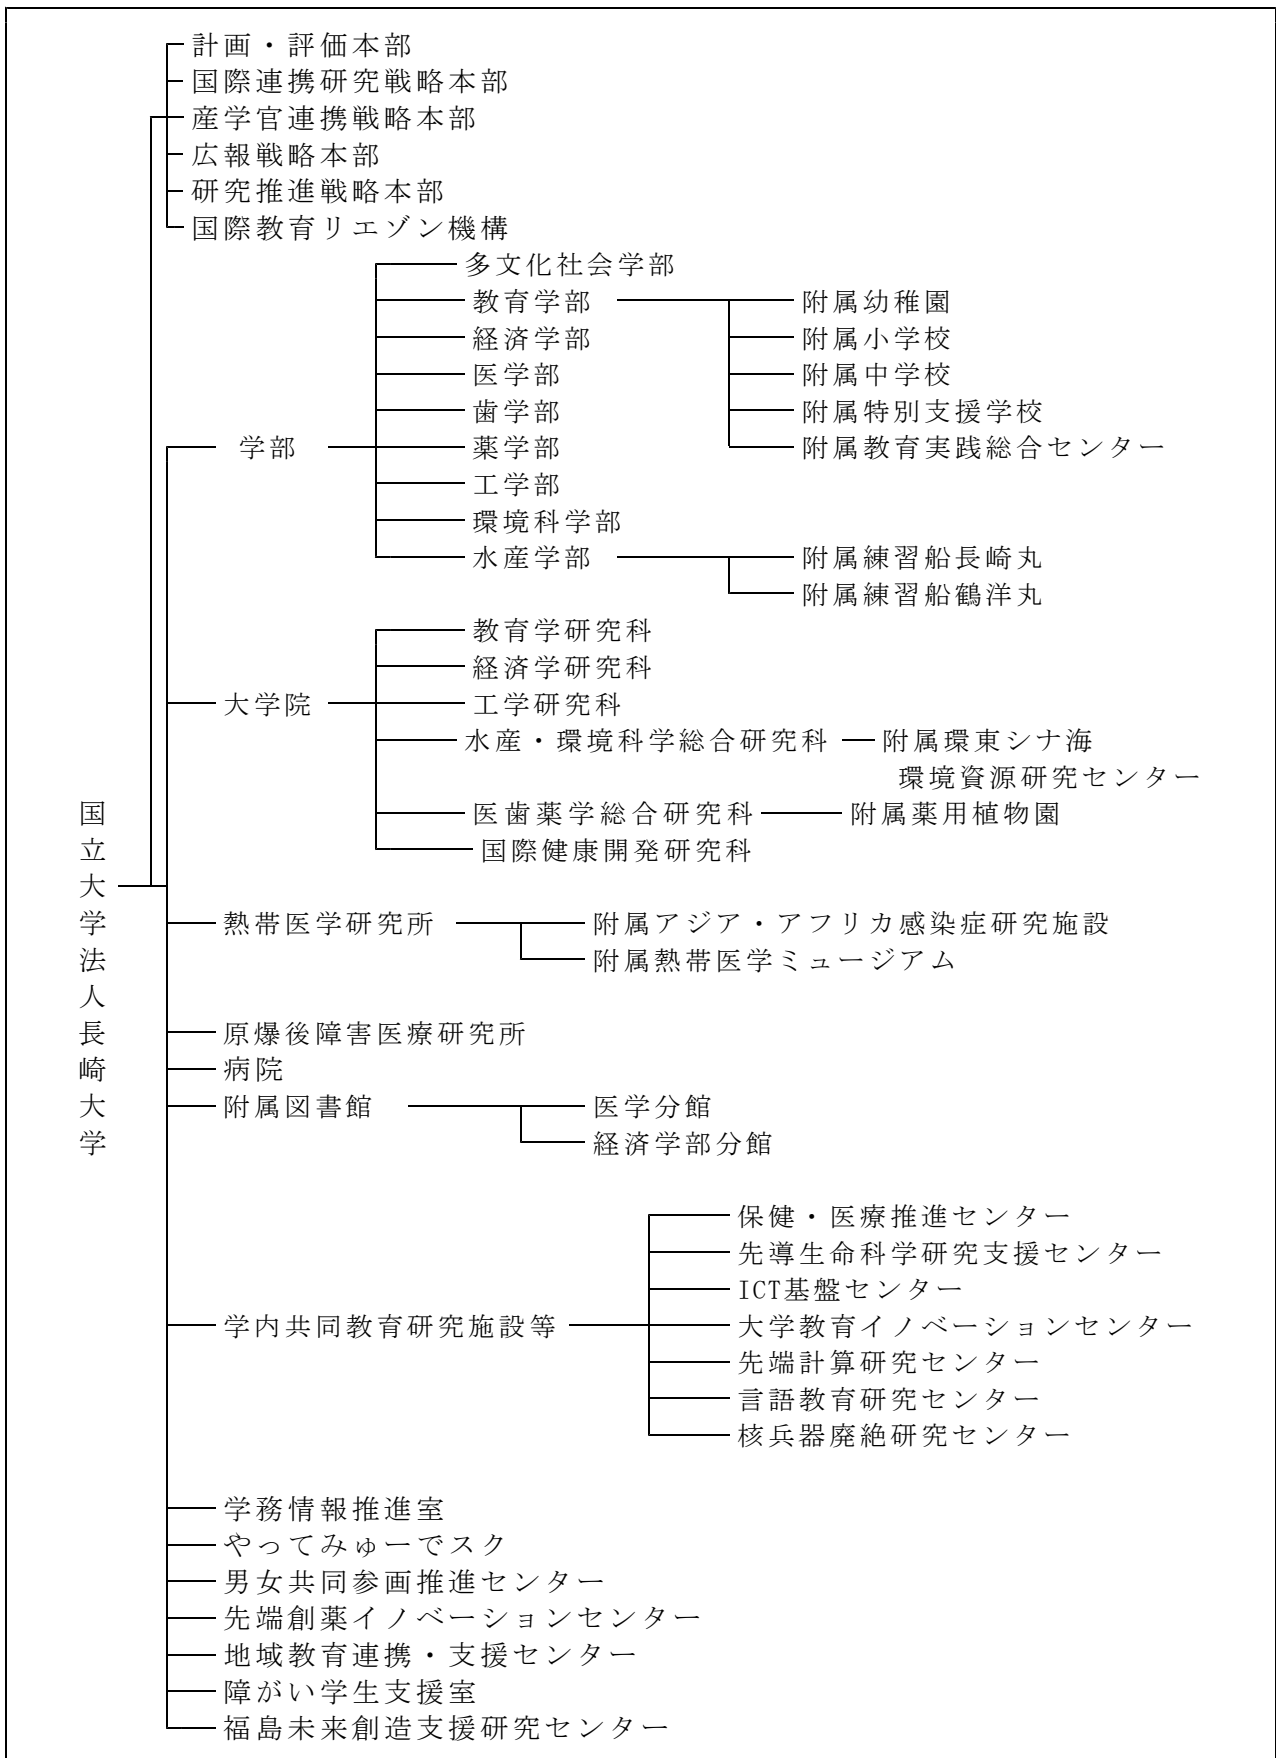 計画・評価本部
国際連携研究戦略本部
産学官連携戦略本部
広報戦略本部
研究推進戦略本部
国際教育リエゾン機構
多文化社会学部
教育学部 附属幼稚園
経済学部 附属小学校
医学部 附属中学校
歯学部 附属特別支援学校
学部 薬学部 附属教育実践総合センター
工学部
環境科学部
水産学部 附属練習船長崎丸
附属練習船鶴洋丸
教育学研究科
経済学研究科
大学院 工学研究科
水産・環境科学総合研究科 附属環東シナ海
環境資源研究センター
医歯薬学総合研究科 附属薬用植物園
国際健康開発研究科
国立大学法人長崎大学
熱帯医学研究所 附属アジア・アフリカ感染症研究施設
附属熱帯医学ミュージアム
原爆後障害医療研究所
病院
附属図書館 医学分館
経済学部分館
保健・医療推進センター
先導生命科学研究支援センター
ICT基盤センター
学内共同教育研究施設等 大学教育イノベーションセンター
先端計算研究センター
言語教育研究センター
核兵器廃絶研究センター
学務情報推進室
やってみゅーでスク
男女共同参画推進センター
先端創薬イノベーションセンター
地域教育連携・支援センター
障がい学生支援室
福島未来創造支援研究センター